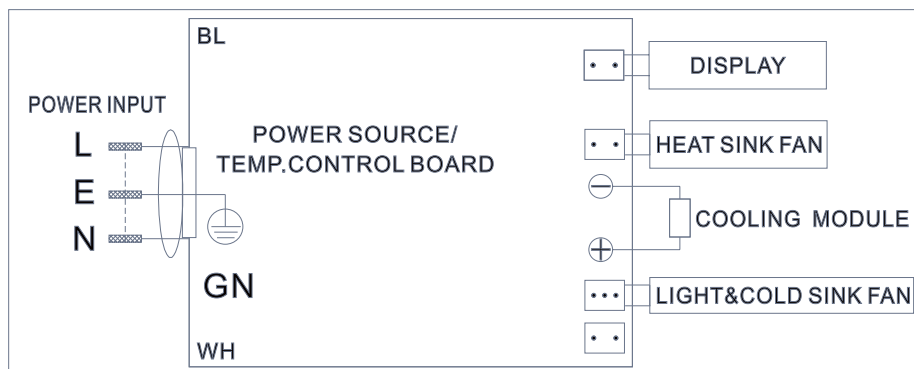 BL
DISPLAY
POWER INPUT
L
POWER SOURCE/
TEMP.CONTROL BOARD
HEAT SINK FAN
E
N
COOLING MODULE
GN
LIGHT&COLD SINK FAN
WH